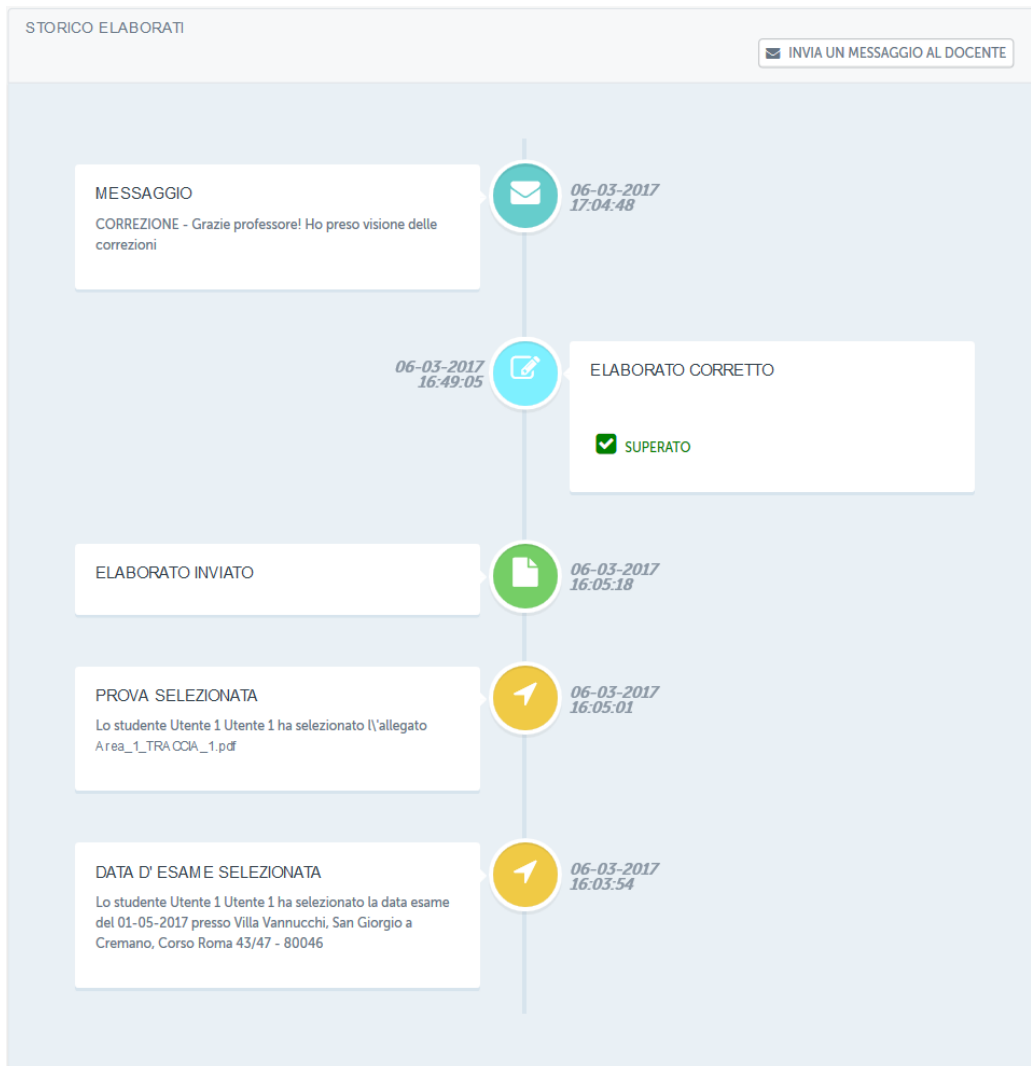 STORICO ELABORATI
INVIA UN MESSAGGIO AL DOCENTE
MESSAGGIO
CORREZIONE - Grazie professore! Ho preso visione delle
correzioni
06-03-2017
17:04:48
06-03-2017
16:49:05
ELABORATO CORRETTO
SUPERATO
ELABORATO INVIATO
06-03-2017
16:05:18
PROVA SELEZIONATA
Lo studente Utente 1 Utente 1 ha selezionato l\'allegato
Area_1_TRACCIA_1.pdf
06-03-2017
16:05:01
DATA D' ESAME SELEZIONATA
Lo studente Utente 1 Utente 1 ha selezionato la data esame
del 01-05-2017 presso Villa Vannucchi, San Giorgio a
Cremano, Corso Roma 43/47 - 80046
06-03-2017
16:03:54